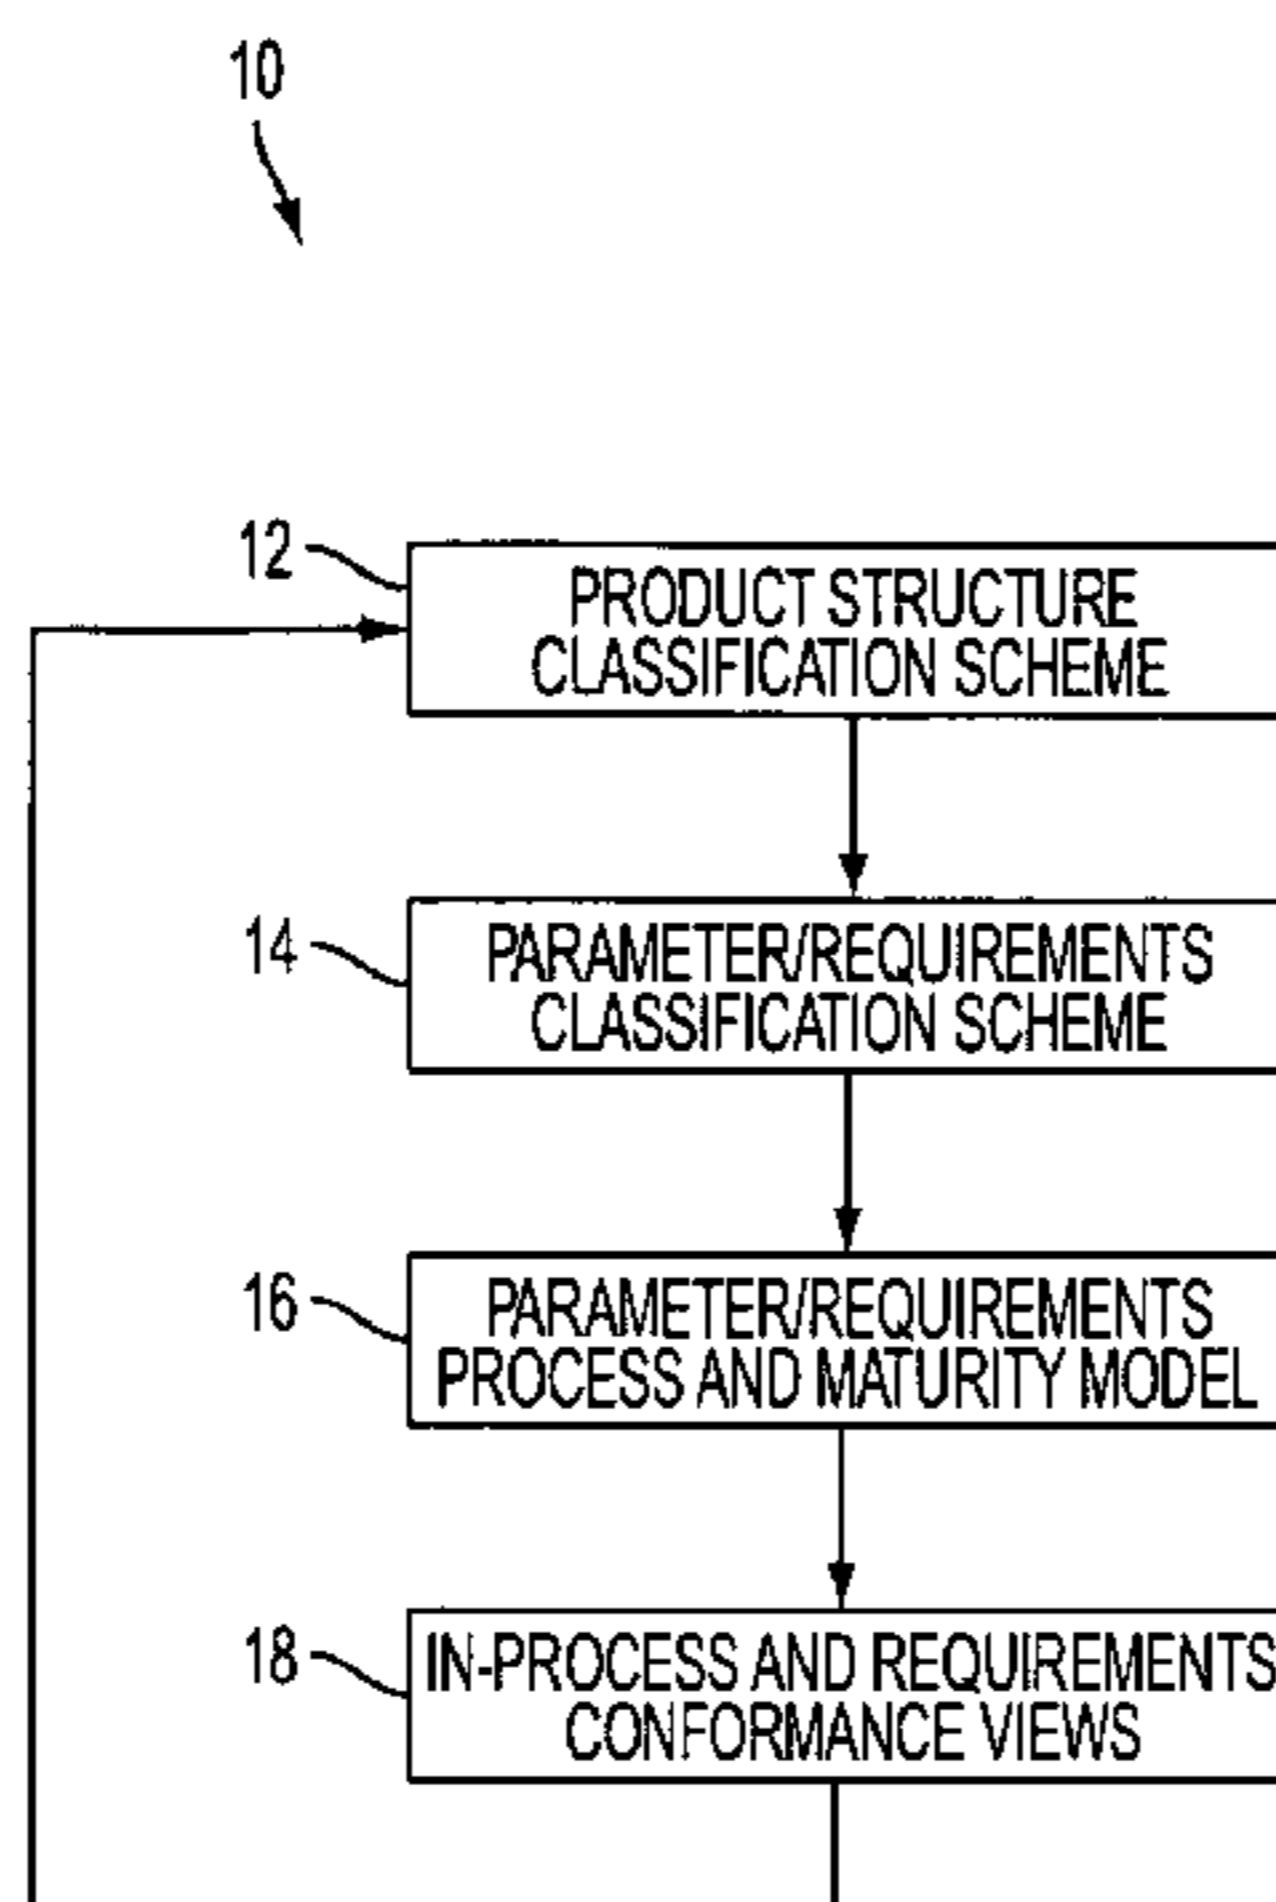 10
12
PRODUCT STRUCTURE
CLASSIFICATION SCHEME
14
PARAMETER/REQUIREMENTS
CLASSIFICATION SCHEME
16
PARAMETER/REQUIREMENTS
PROCESS AND MATURITY MODEL
18
IN-PROCESS AND REQUIREMENTS
CONFORMANCE VIEWS